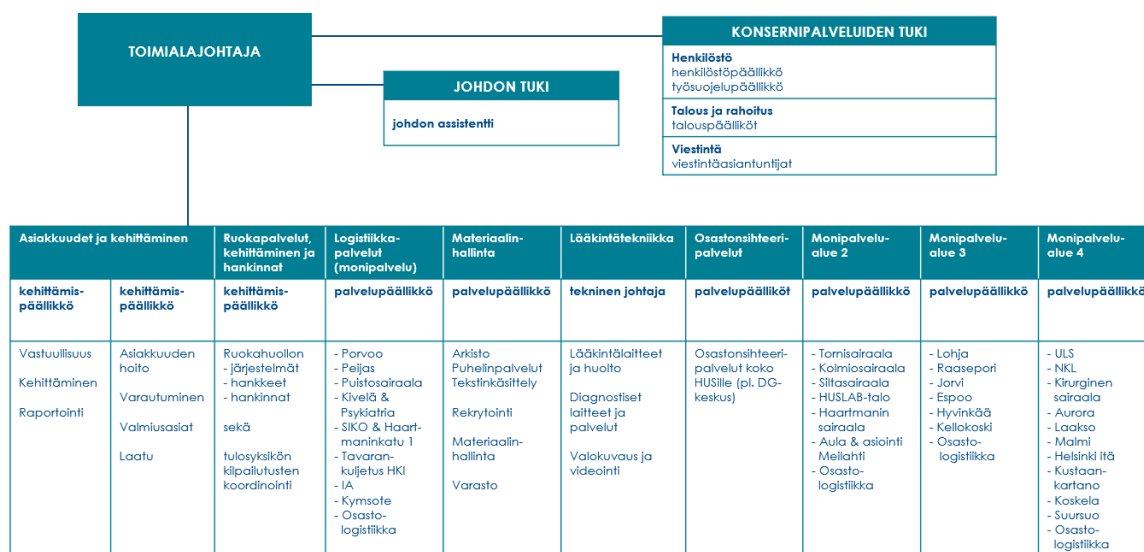 TOIMIALAJOHTAJA
KONSERNIPALVELUIDEN TUKI
Henkilöstö
henkilöstöpäällikkö
työsuojelupäällikkö
Talous ja rahoitus
talouspäälliköt
Viestintä
viestintäasiantuntijat
JOHDON TUKI
johdon assistentti
Asiakkuudet ja kehittäminen
kehittämis-
päällikkö
Vastuullisuus
Kehittäminen
Raportointi
kehittämis-
päällikkö
Asiakkuuden
hoito
Varautuminen
Valmiusasiat
Laatu
Ruokapalvelut,
kehittäminen ja
hankinnat
kehittämis-
päällikkö
Ruokahuollon
- järjestelmät
- hankkeet
- hankinnat
sekä
tulosyksikön
kilpailutusten
koordinointi
Logistiikka-
palvelut
(monipalvelu)
palvelupäällikkö
- Porvoo
- Peijas
- Puistosairaala
- Kivelä &
Psykiatria
- SIKO & Haart-
maninkatu 1
- Tavaran-
kuljetus HKI
- IA
- Kymsote
- Osasto-
logistiikka
Materiaalin-
hallinta
palvelupäällikkö
Arkisto
Puhelinpalvelut
Tekstinkäsittely
Rekrytointi
Materiaalin-
hallinta
Varasto
Lääkintätekniikka
tekninen johtaja
Lääkintälaitteet
ja huolto
Diagnostiset
laitteet ja
palvelut
Valokuvaus ja
videointi
Osastonsihteeri-
palvelut
palvelupäälliköt
Osastonsihteeri-
palvelut koko
HUSille (pl. DG-
keskus)
Monipalvelu-
alue 2
palvelupäällikkö
- Tornisairaala
- Kolmiosairaala
- Siltasairaala
- HUSLAB-talo
- Haartmanin
sairaala
- Aula & asiointi
Meilahti
- Osasto-
logistiikka
Monipalvelu-
alue 3
palvelupäällikkö
- Lohja
- Raasepori
- Jorvi
- Espoo
- Hyvinkää
- Kellokoski
- Osasto-
logistiikka
Monipalvelu-
alue 4
palvelupäällikkö
- ULS
- NKL
- Kirurginen
sairaala
- Aurora
- Laakso
- Malmi
- Helsinki itä
- Kustaan-
kartano
- Koskela
- Suursuo
- Osasto-
logistiikka